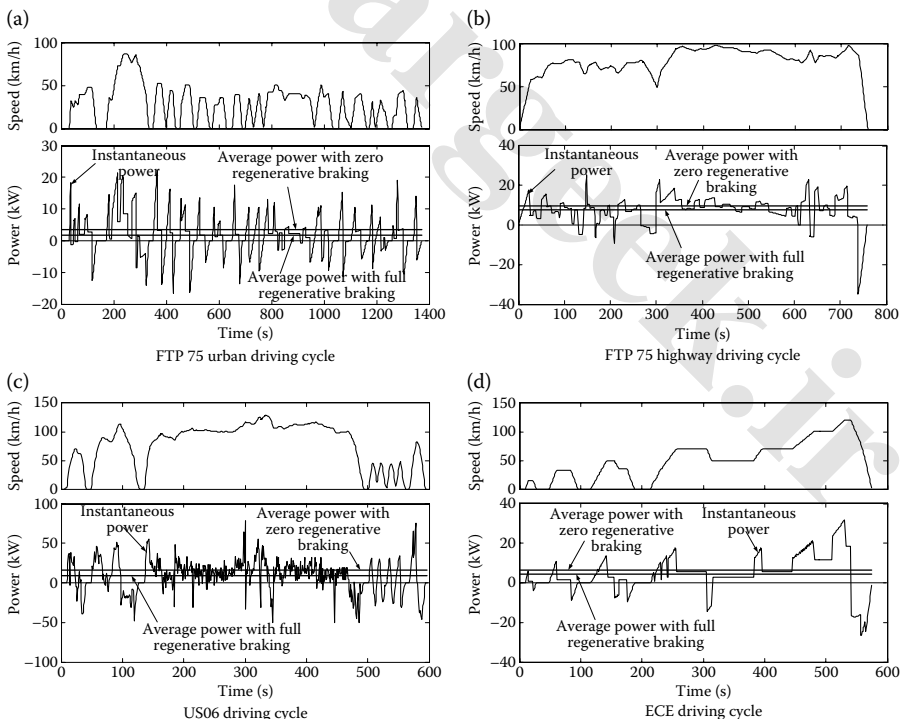 (a)
Speed (km/h)
100
50
0
Power (kW)
30
20
10
0
−10
−20
Instantaneous
power
Average power with zero
regenerative braking
Average power with full
regenerative braking
0 200 400 600 800 1000 1200 1400
Time (s)
FTP 75 urban driving cycle
(b)
Speed (km/h)
100
50
0
Power (kW)
40
20
0
−20
−40
Instantaneous
power
Average power with
zero regenerative
braking
Average power with full
regenerative braking
0 100 200 300 400 500 600 700 800
Time (s)
FTP 75 highway driving cycle
(c)
Speed (km/h)
150
100
50
0
Power (kW)
100
50
0
−50
−100
Instantaneous
power
Average power with
zero regenerative
braking
Average power with full
regenerative braking
0 100 200 300 400 500 600
Time (s)
US06 driving cycle
(d)
Speed (km/h)
150
100
50
0
Power (kW)
40
20
0
−20
−40
Average power with
zero regenerative
braking
Instantaneous
power
Average power with full
regenerative braking
0 100 200 300 400 500 600
Time (s)
ECE driving cycle
argeek.ir